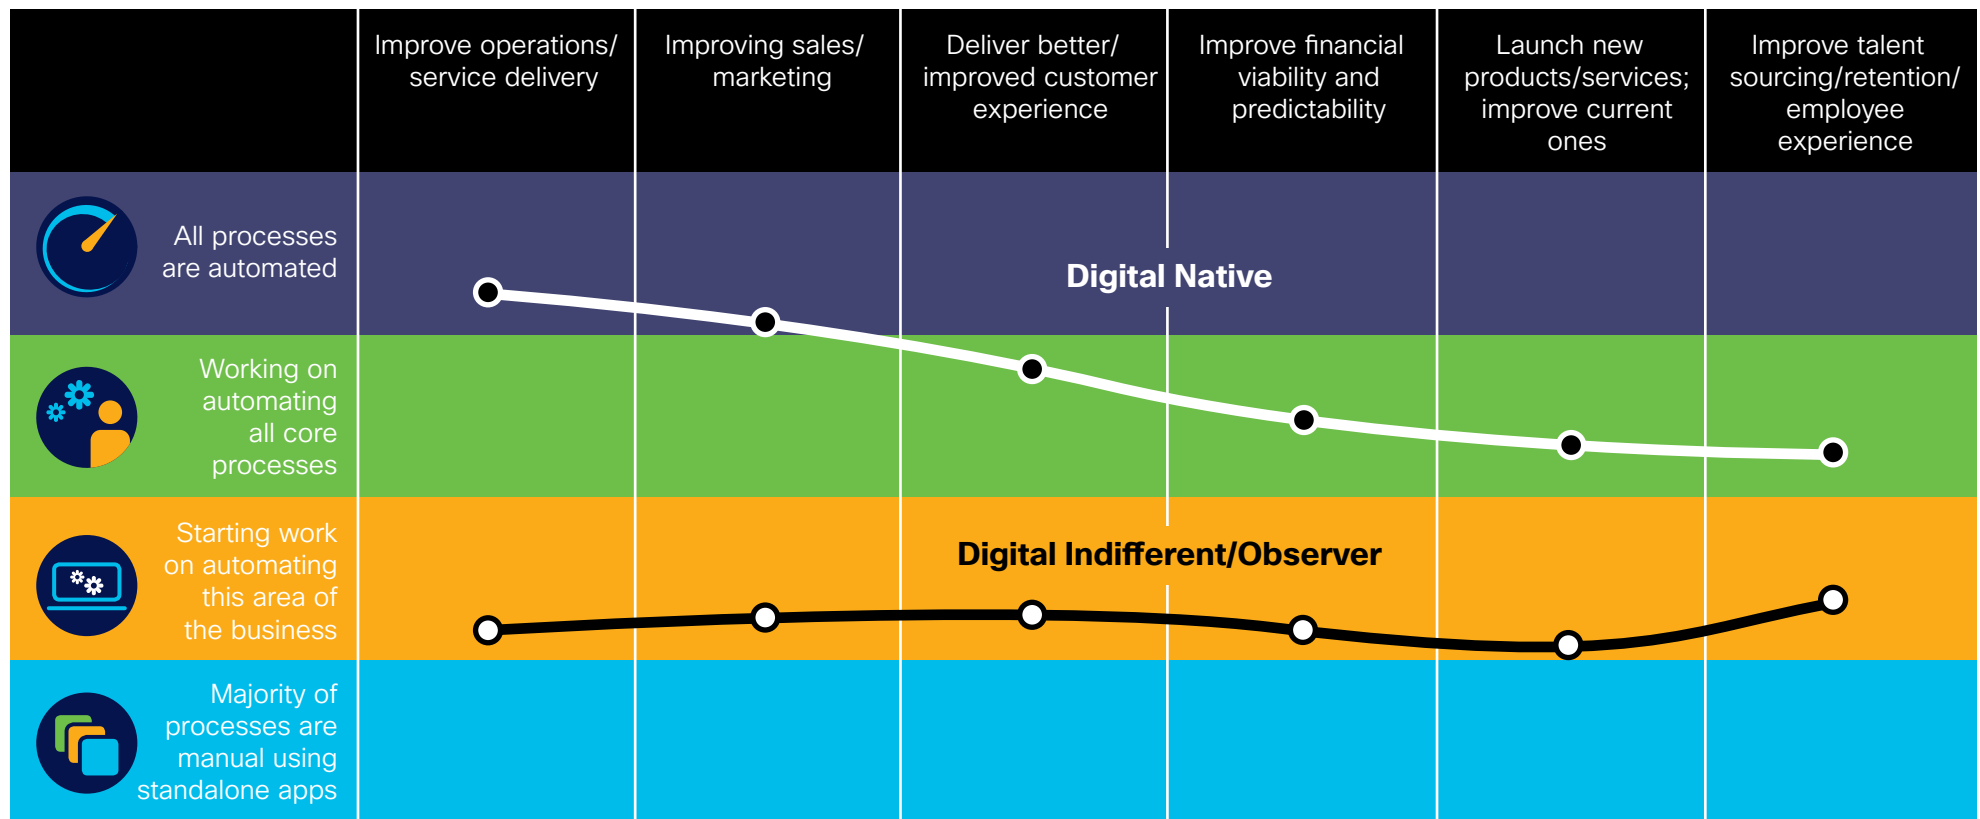 Improve operations/
service delivery
Improving sales/
marketing
Deliver better/
improved customer
experience
Improve financial
viability and
predictability
Launch new
products/services;
improve current
ones
Improve talent
sourcing/retention/
employee
experience
All processes
are automated
Digital Native
Working on
automating
all core
processes
Starting work
on automating
this area of
the business
Digital Indifferent/Observer
Majority of
processes are
manual using
standalone apps